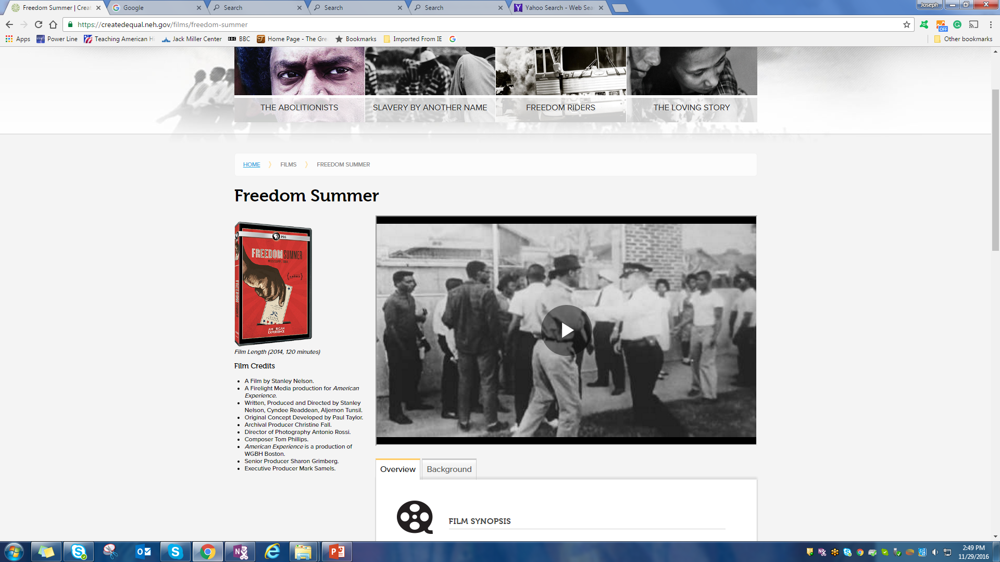 Freedom Summer | Creat
Google
Search
Search
Search
Yahoo Search - Web Sea
Joseph
https://createdequal.neh.gov/films/freedom-summer
OFF
Apps
Power Line
Teaching American Hi
Jack Miller Center
BBC
BBC
Home Page - The Gre
Bookmarks
Imported From IE
Other bookmarks
THE ABOLITIONISTS
SLAVERY BY ANOTHER NAME
FREEDOM RIDERS
THE LOVING STORY
HOME
FILMS
FREEDOM SUMMER
Freedom Summer
PBS
FREEDOM SUMMER
MISSISSIPPI, 1964
AMERICAN
EXPERIENCE
Film Length (2014, 120 minutes)
Film Credits
A Film by Stanley Nelson.
A Firelight Media production for American
Experience.
Written, Produced and Directed by Stanley
Nelson, Cyndee Readdean, Aljernon Tunsil.
Original Concept Developed by Paul Taylor.
Archival Producer Christine Fall.
Director of Photography Antonio Rossi.
Composer Tom Phillips.
American Experience is a production of
WGBH Boston.
Senior Producer Sharon Grimberg.
Executive Producer Mark Samels.
Overview
Background
FILM SYNOPSIS
2:49 PM
11/29/2016